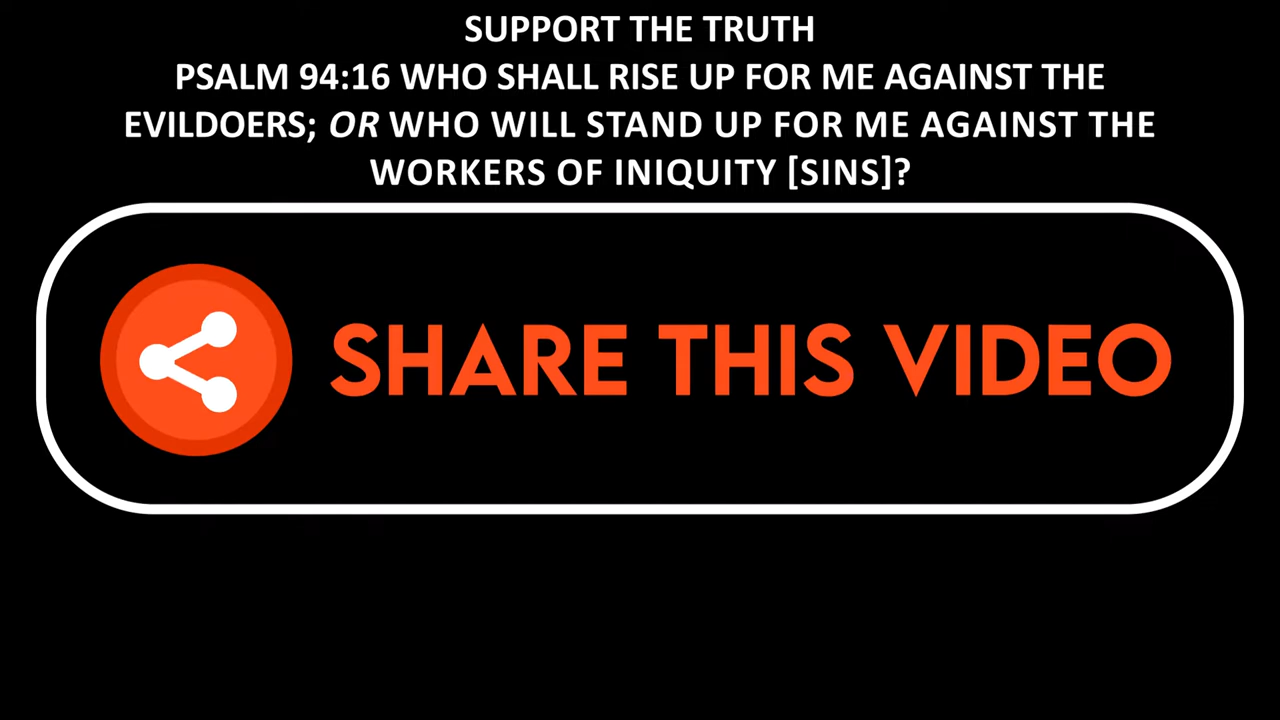 SUPPORT THE TRUTH
PSALM 94:16 WHO SHALL RISE UP FOR ME AGAINST THE
EVILDOERS; OR WHO WILL STAND UP FOR ME AGAINST THE
WORKERS OF INIQUITY [SINS]?
SHARE THIS VIDEO